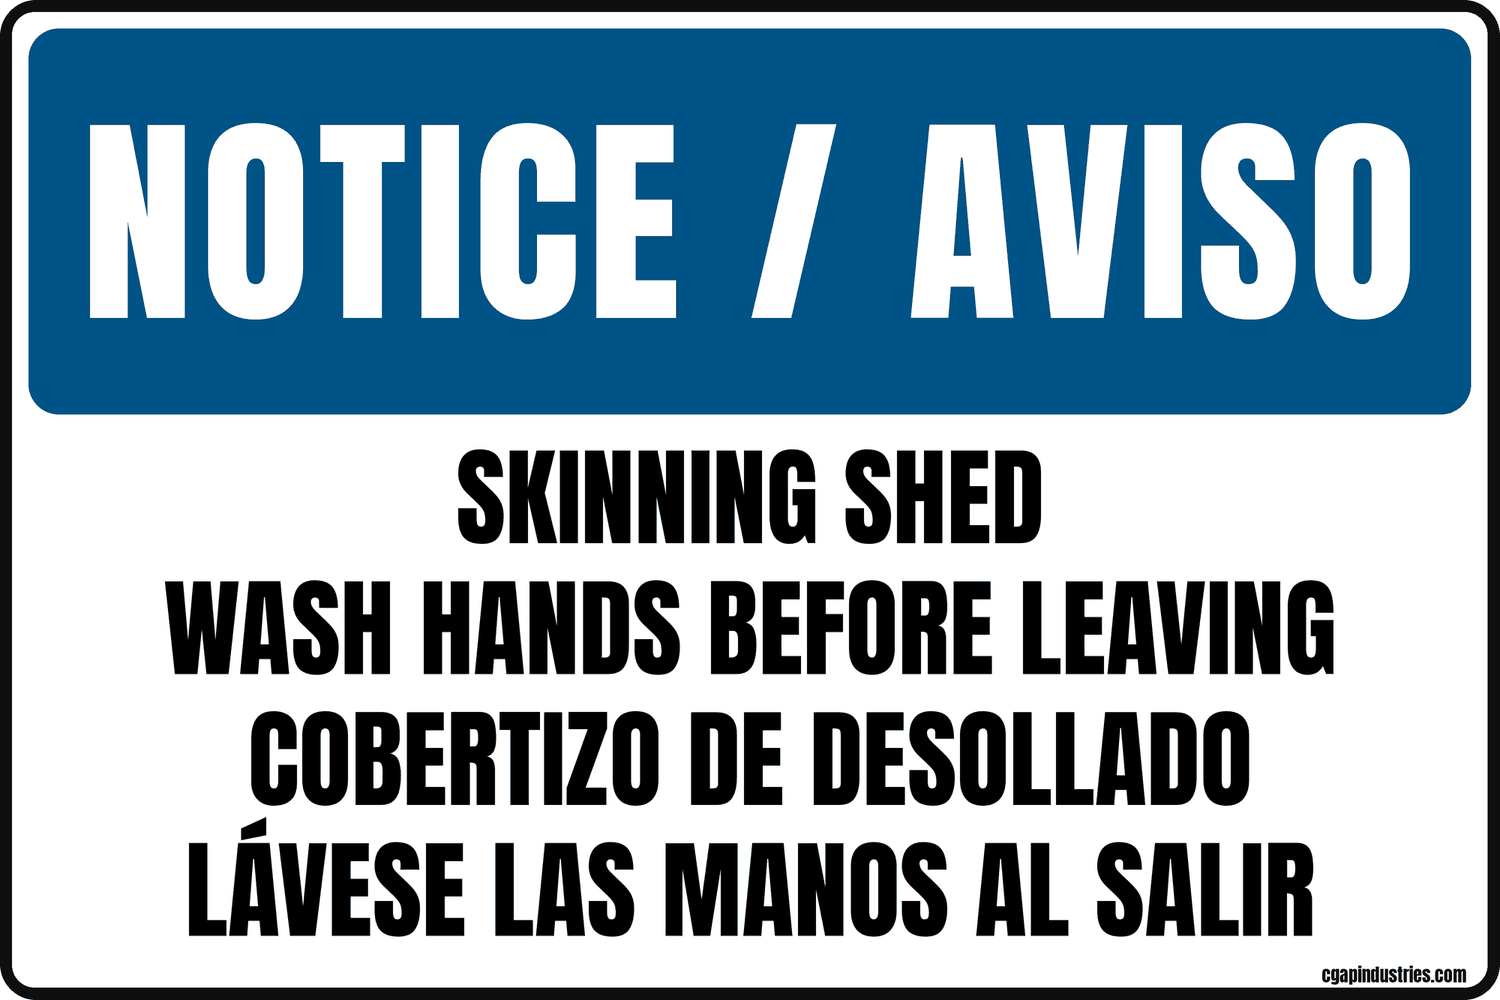 NOTICE / AVISO
SKINNING SHED
WASH HANDS BEFORE LEAVING
COBERTIZO DE DESOLLADO
LÁVESE LAS MANOS AL SALIR
cgapindustries.com